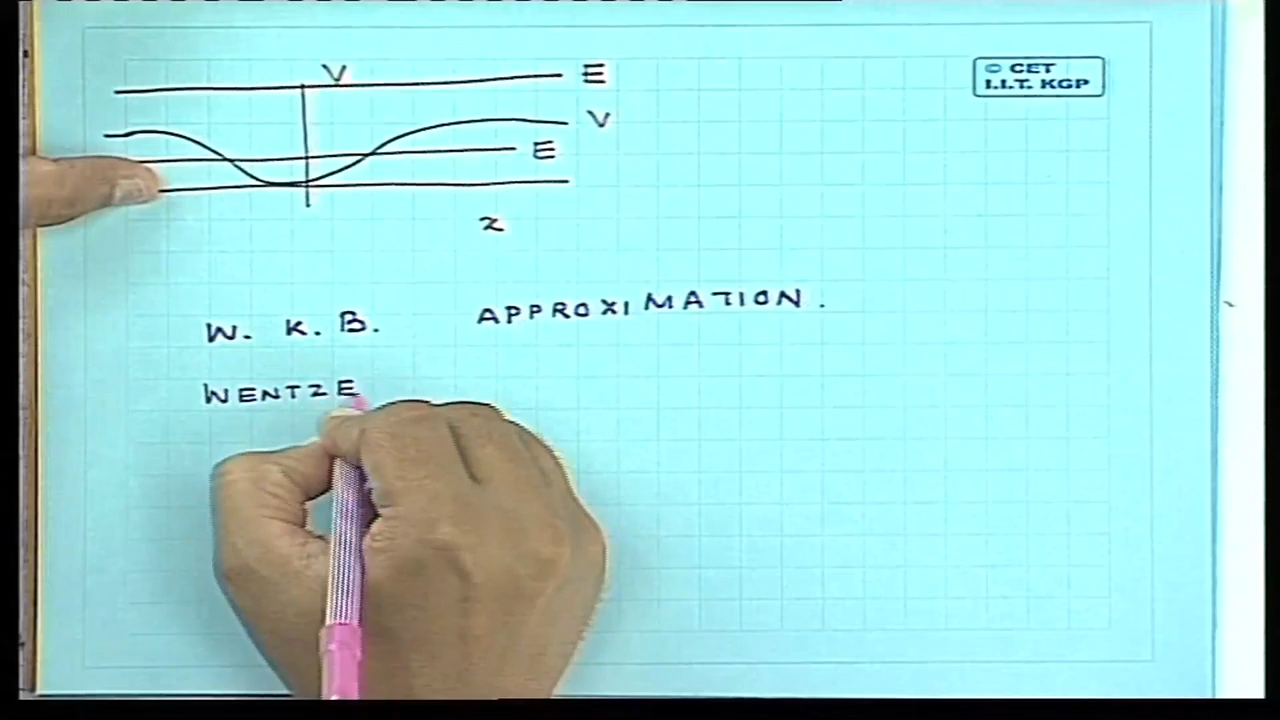 V
E
© CET
I.I.T. KGP
V
E
x
W. K. B. APPROXIMATION.
WENTZE